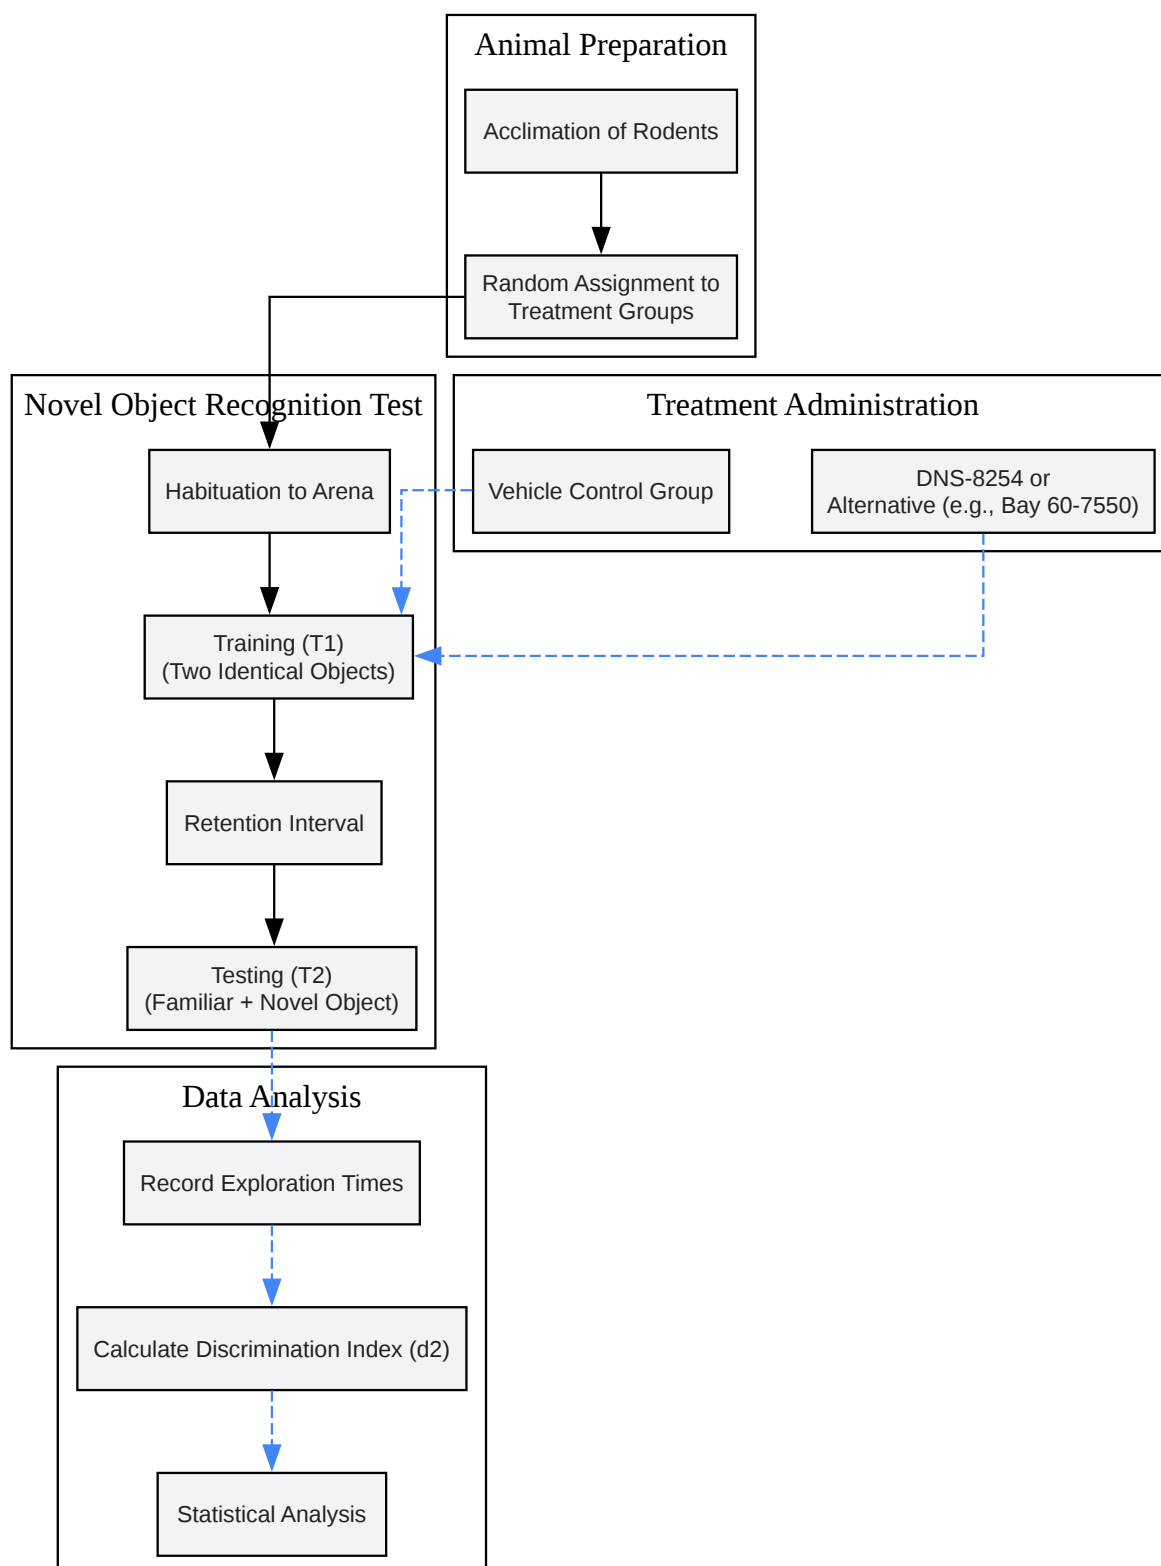 Animal Preparation
Acclimation of Rodents
Random Assignment to
Treatment Groups
Novel Object Recognition Test
Habituation to Arena
Training (T1)
(Two Identical Objects)
Retention Interval
Testing (T2)
(Familiar + Novel Object)
Treatment Administration
Vehicle Control Group
DNS-8254 or
Alternative (e.g., Bay 60-7550)
Data Analysis
Record Exploration Times
Calculate Discrimination Index (d2)
Statistical Analysis